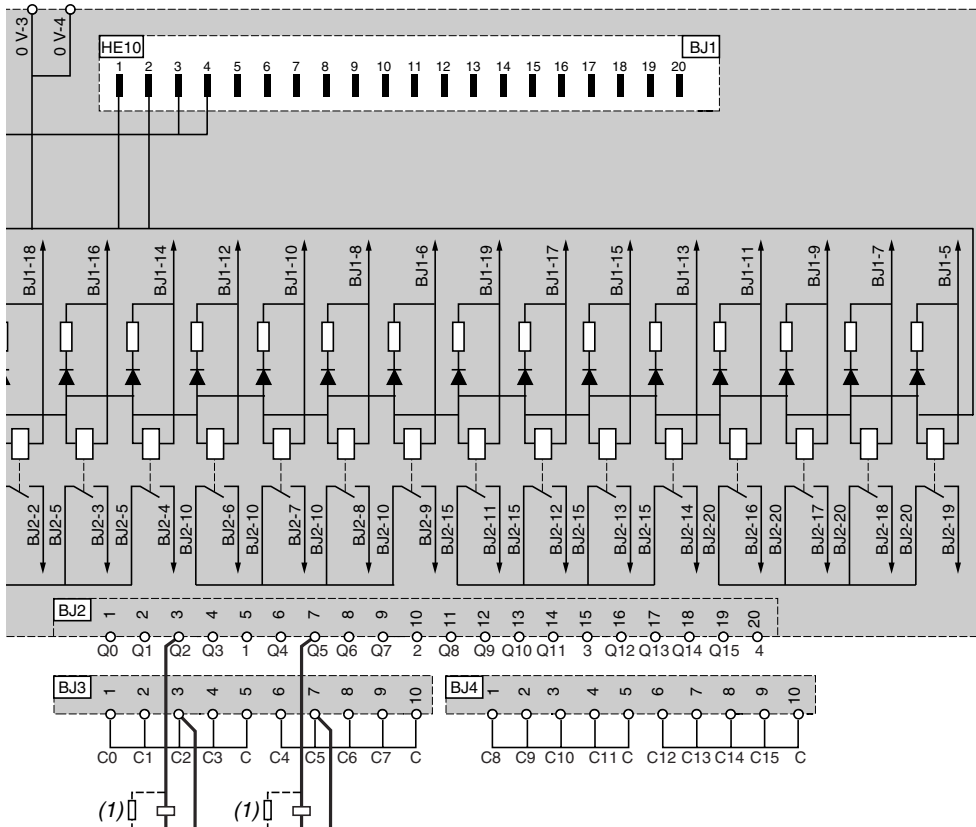 0 V-3
0 V-4
HE10
BJ1
1 2 3 4 5 6 7 8 9 10 11 12 13 14 15 16 17 18 19 20
BJ1-18
BJ1-16
BJ1-14
BJ1-12
BJ1-10
BJ1-8
BJ1-6
BJ1-19
BJ1-17
BJ1-15
BJ1-13
BJ1-11
BJ1-9
BJ1-7
BJ1-5
BJ2-2
BJ2-5
BJ2-3
BJ2-5
BJ2-4
BJ2-10
BJ2-6
BJ2-10
BJ2-7
BJ2-10
BJ2-8
BJ2-10
BJ2-9
BJ2-15
BJ2-11
BJ2-15
BJ2-12
BJ2-15
BJ2-13
BJ2-15
BJ2-14
BJ2-20
BJ2-16
BJ2-20
BJ2-17
BJ2-20
BJ2-18
BJ2-20
BJ2-19
BJ2
1 2 3 4 5 6 7 8 9 10 11 12 13 14 15 16 17 18 19 20
Q0 Q1 Q2 Q3 1 Q4 Q5 Q6 Q7 2 Q8 Q9 Q10 Q11 3 Q12 Q13 Q14 Q15 4
BJ3
1 2 3 4 5 6 7 8 9 10
BJ4
1 2 3 4 5 6 7 8 9 10
C0 C1 C2 C3 C C4 C5 C6 C7 C
C8 C9 C10 C11 C C12 C13 C14 C15 C
(1)
(1)